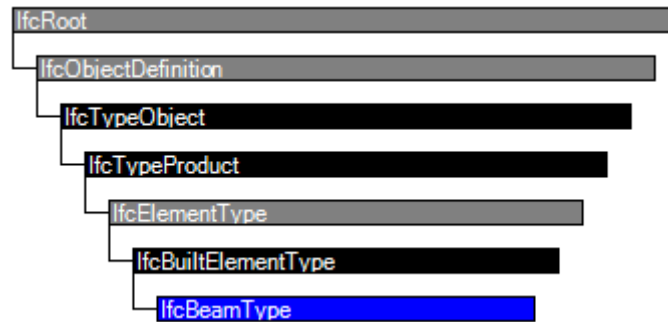 IfcRoot
IfcObjectDefinition
IfcTypeObject
IfcTypeProduct
IfcElementType
IfcBuiltElementType
IfcBeamType